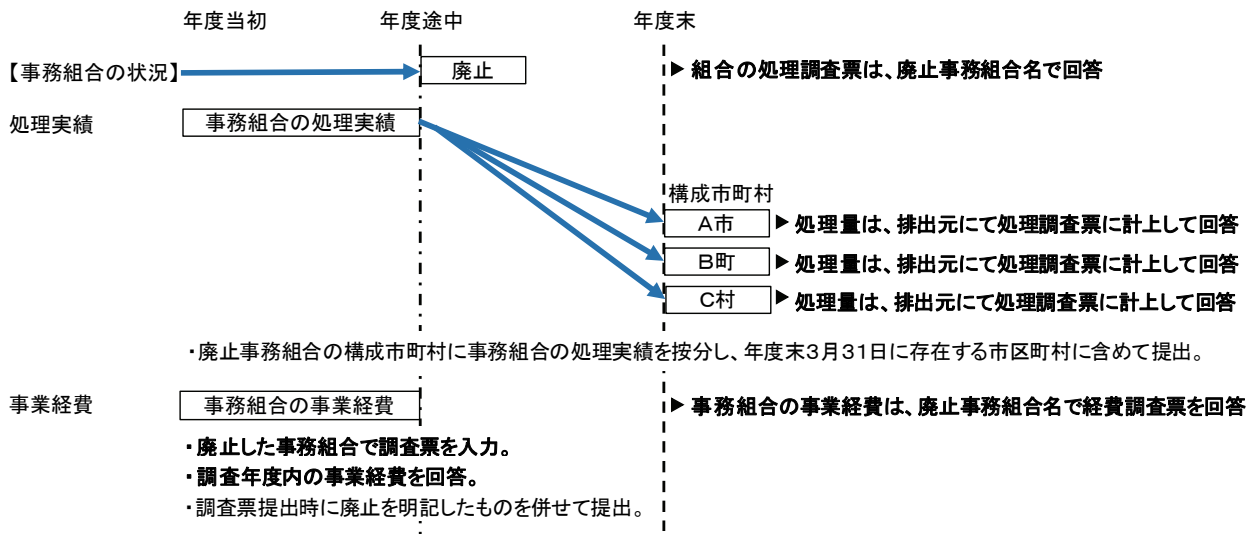 年度当初 年度途中 年度末
【事務組合の状況】 廃止 ▶ 組合の処理調査票は、廃止事務組合名で回答
処理実績 事務組合の処理実績
構成市町村
A市 ▶ 処理量は、排出元にて処理調査票に計上して回答
B町 ▶ 処理量は、排出元にて処理調査票に計上して回答
C村 ▶ 処理量は、排出元にて処理調査票に計上して回答
・廃止事務組合の構成市町村に事務組合の処理実績を按分し、年度末3月31日に存在する市区町村に含めて提出。
事業経費 事務組合の事業経費 ▶ 事務組合の事業経費は、廃止事務組合名で経費調査票を回答
・廃止した事務組合で調査票を入力。
・調査年度内の事業経費を回答。
・調査票提出時に廃止を明記したものを併せて提出。